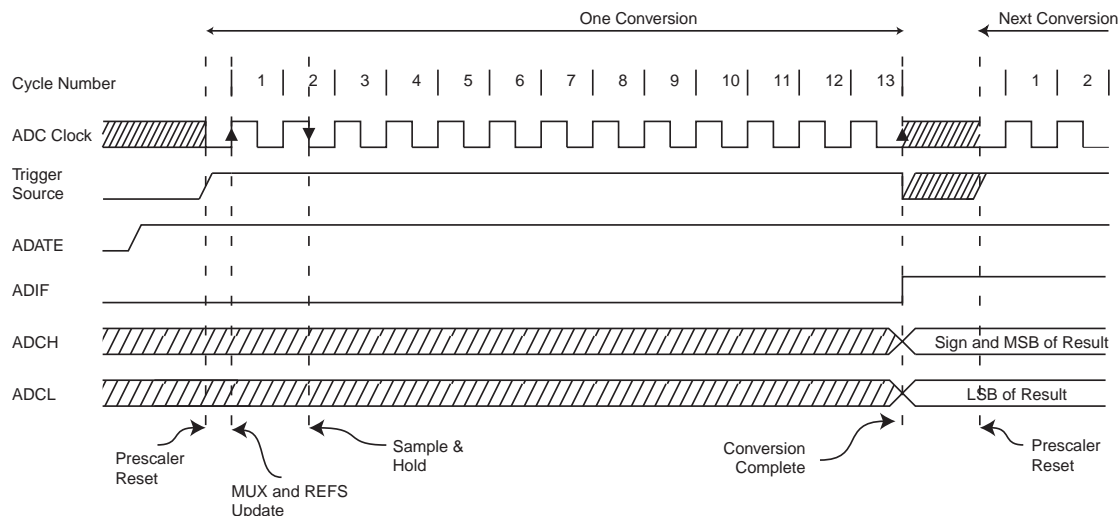 One Conversion
Next Conversion
Cycle Number
1 2 3 4 5 6 7 8 9 10 11 12 13 1 2
ADC Clock
Trigger
Source
ADATE
ADIF
ADCH
Sign and MSB of Result
ADCL
LSB of Result
Prescaler
Reset
MUX and REFS
Update
Sample &
Hold
Conversion
Complete
Prescaler
Reset